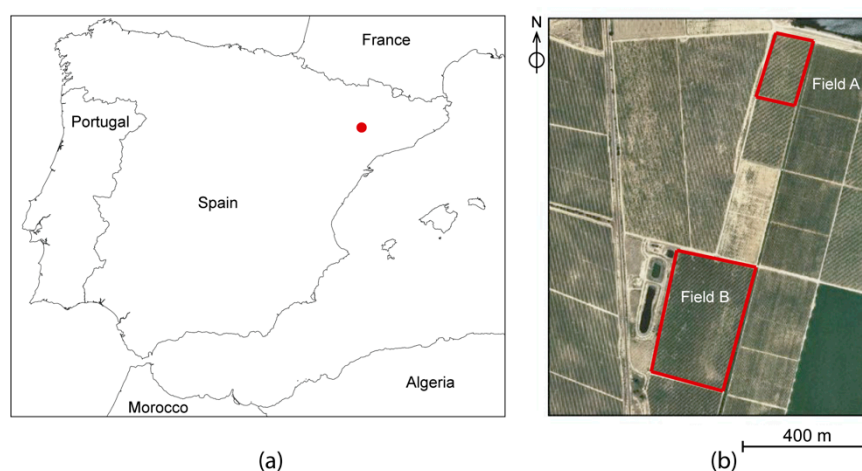 France
Portugal
Spain
Algeria
Morocco
(a)
N
Field A
Field B
(b)
400 m